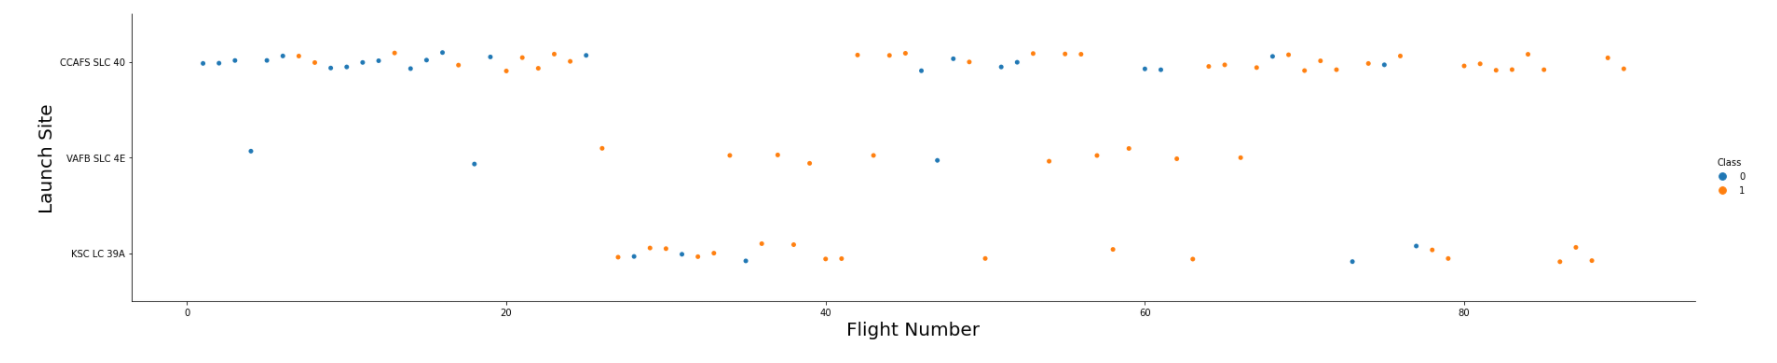 Launch Site
CCAFS SLC 40
VAFB SLC 4E
KSC LC 39A
0 20 40 60 80
Flight Number
Class
0
1